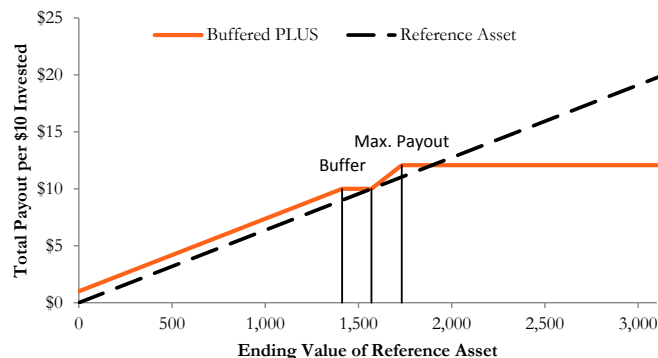 $25
Buffered PLUS
Reference Asset
$20
$15
Max. Payout
Buffer
$10
$5
$0
Total Payout per $10 Invested
0
500
1,000
1,500
2,000
2,500
3,000
Ending Value of Reference Asset